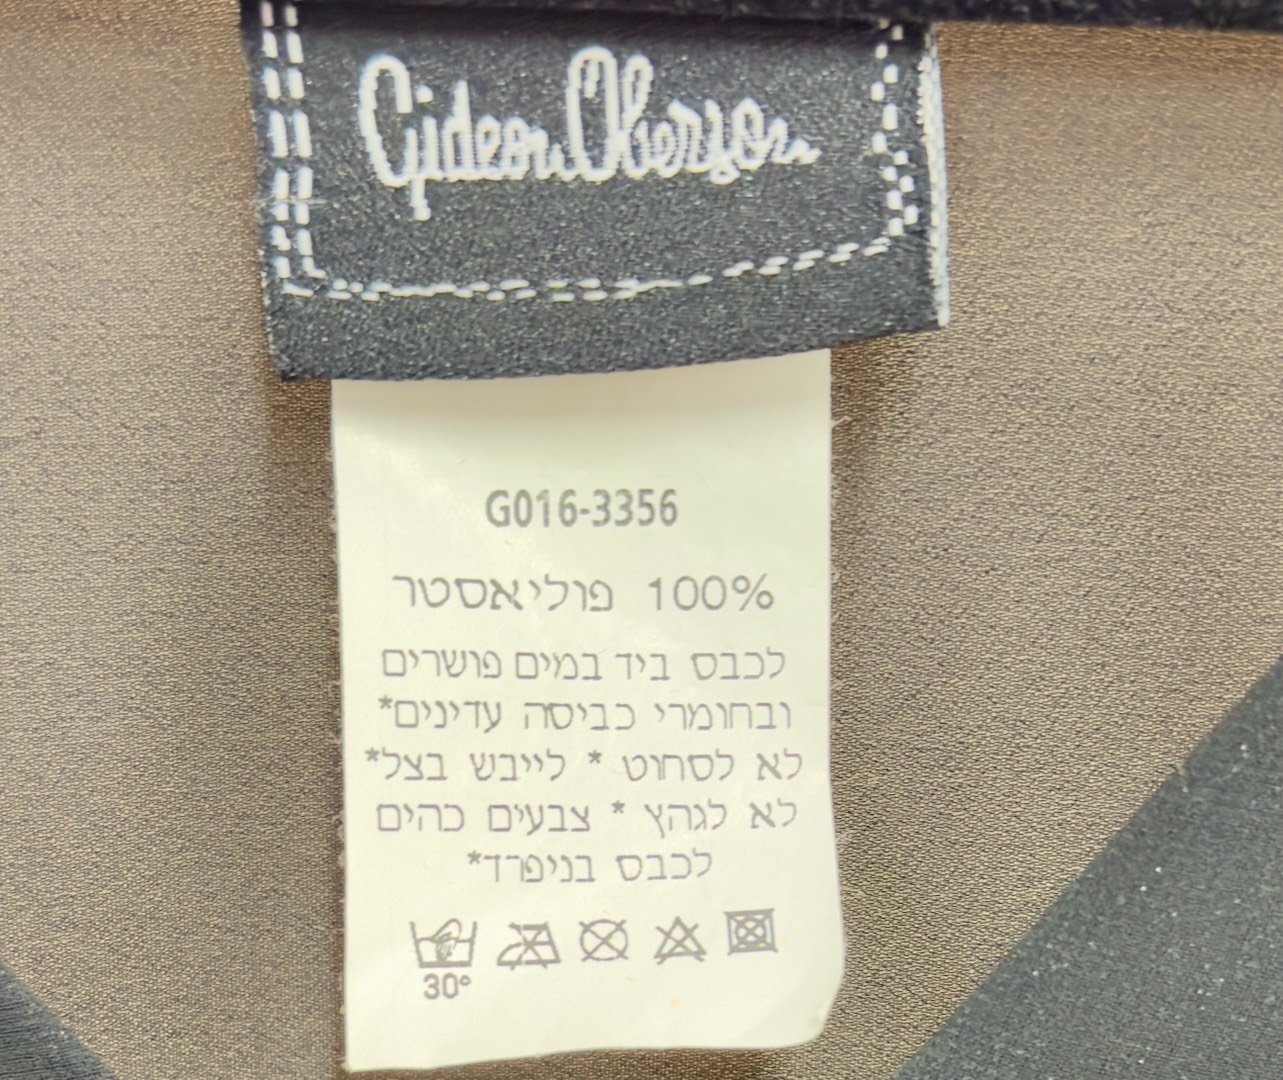 Gideon Oberson
G016-3356
100% פוליאסטר
לכבס ביד במים פושרים
ובחומרי כביסה עדינים*
לא לסחוט * לייבש בצל*
לא לגהץ * צבעים כהים
לכבס בניפרד*
30°